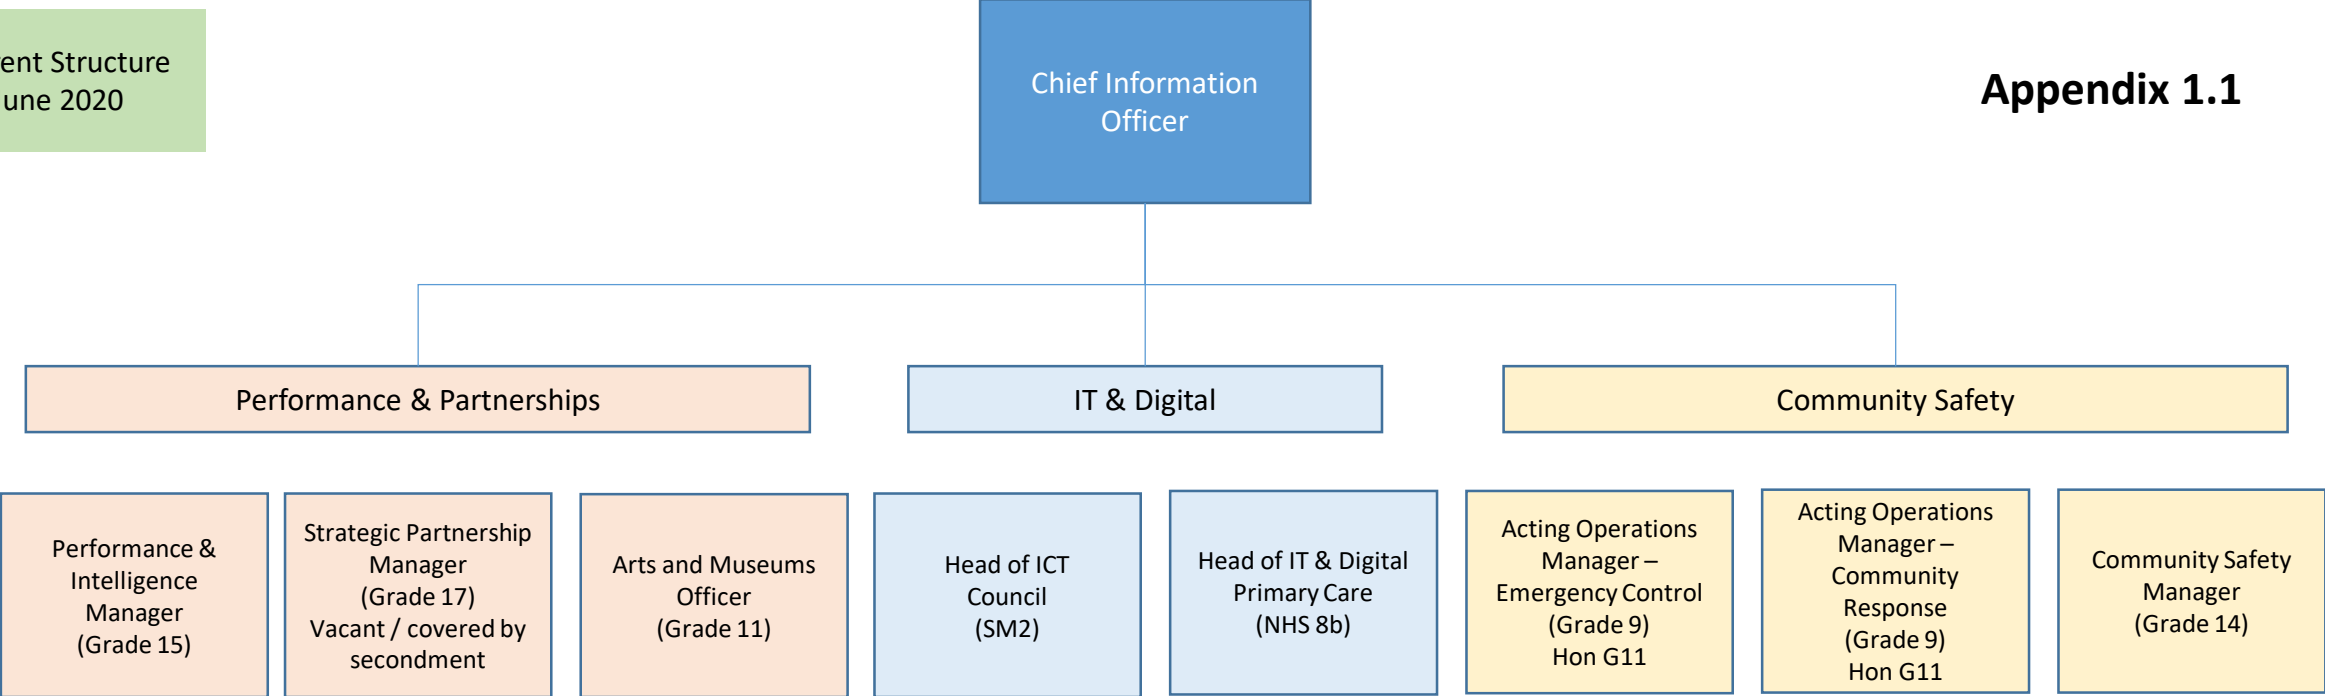 ent Structure
une 2020
Chief Information
Officer
Appendix 1.1
Performance & Partnerships
IT & Digital
Community Safety
Performance &
Intelligence
Manager
(Grade 15)
Strategic Partnership
Manager
(Grade 17)
Vacant / covered by
secondment
Arts and Museums
Officer
(Grade 11)
Head of ICT
Council
(SM2)
Head of IT & Digital
Primary Care
(NHS 8b)
Acting Operations
Manager –
Emergency Control
(Grade 9)
Hon G11
Acting Operations
Manager –
Community
Response
(Grade 9)
Hon G11
Community Safety
Manager
(Grade 14)